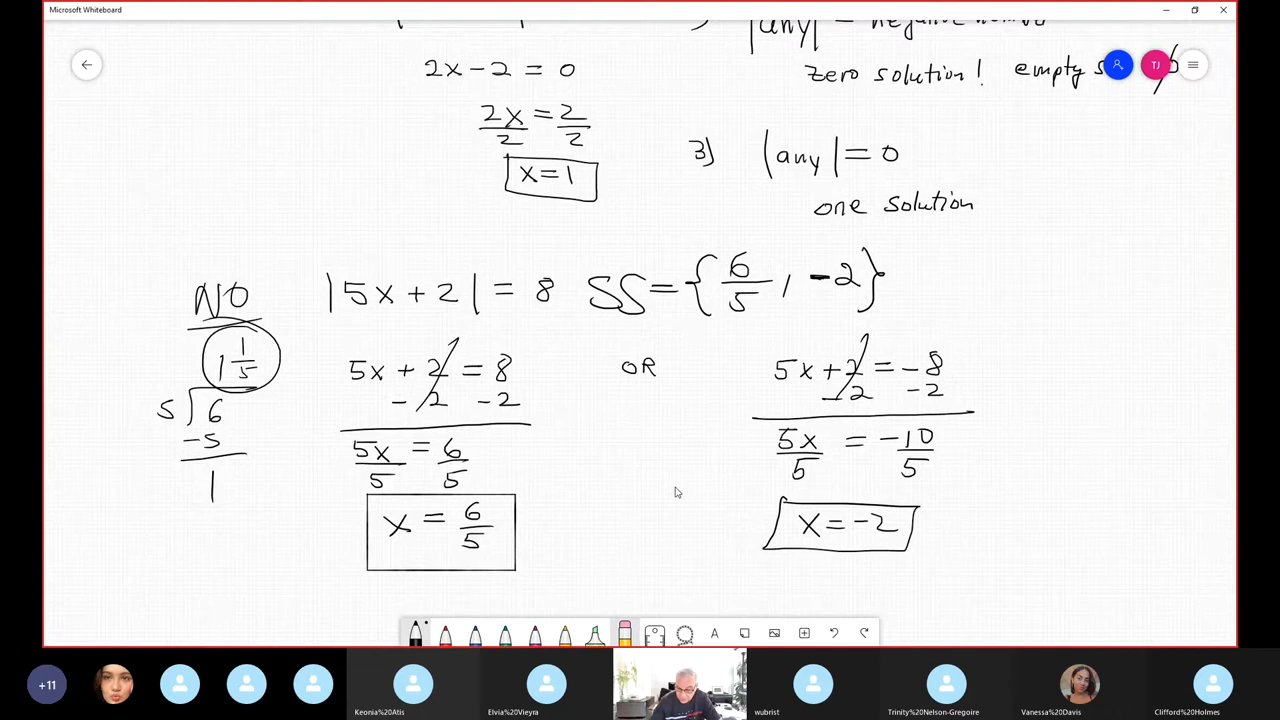 Microsoft Whiteboard
2x - 2 = 0
2x/2 = 2/2
x = 1
|any| =
zero solution! empty
3) |any| = 0
one solution
NO
1 1/5
5 6
-5
1
|5x + 2| = 8 SS = { 6/5 , -2 }
5x + 2 = 8
- 2 - 2
5x/5 = 6/5
x = 6/5
OR
5x + 2 = -8
- 2 - 2
5x/5 = -10/5
x = -2
TJ
A
+11
Keonia%20Atis
Elvia%20Vieyra
wubrist
Trinity%20Nelson-Gregoire
Vanessa%20Davis
Clifford%20Holmes